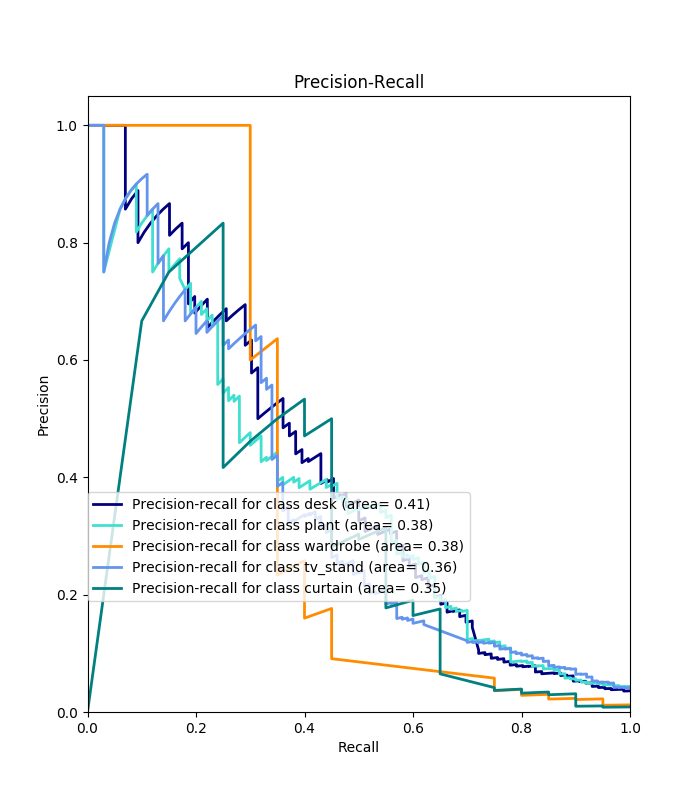 Precision-Recall
1.0
0.8
0.6
0.4
0.2
0.0
Precision
Precision-recall for class desk (area= 0.41)
Precision-recall for class plant (area= 0.38)
Precision-recall for class wardrobe (area= 0.38)
Precision-recall for class tv_stand (area= 0.36)
Precision-recall for class curtain (area= 0.35)
0.0 0.2 0.4 0.6 0.8 1.0
Recall